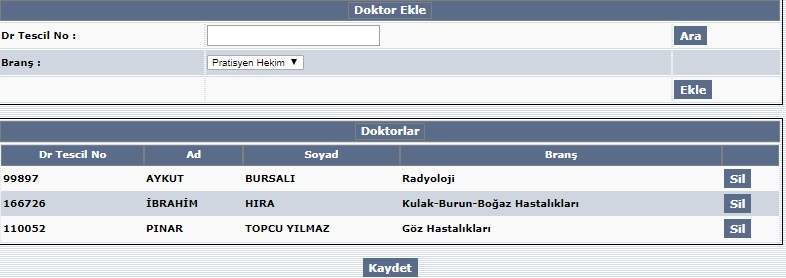 Doktor Ekle
Dr Tescil No : Ara
Branş : Pratisyen Hekim
Ekle
Doktorlar
Dr Tescil No Ad Soyad Branş
99897 AYKUT BURSALI Radyoloji Sil
166726 İBRAHİM HIRA Kulak-Burun-Boğaz Hastalıkları Sil
110052 PINAR TOPCU YILMAZ Göz Hastalıkları Sil
Kaydet